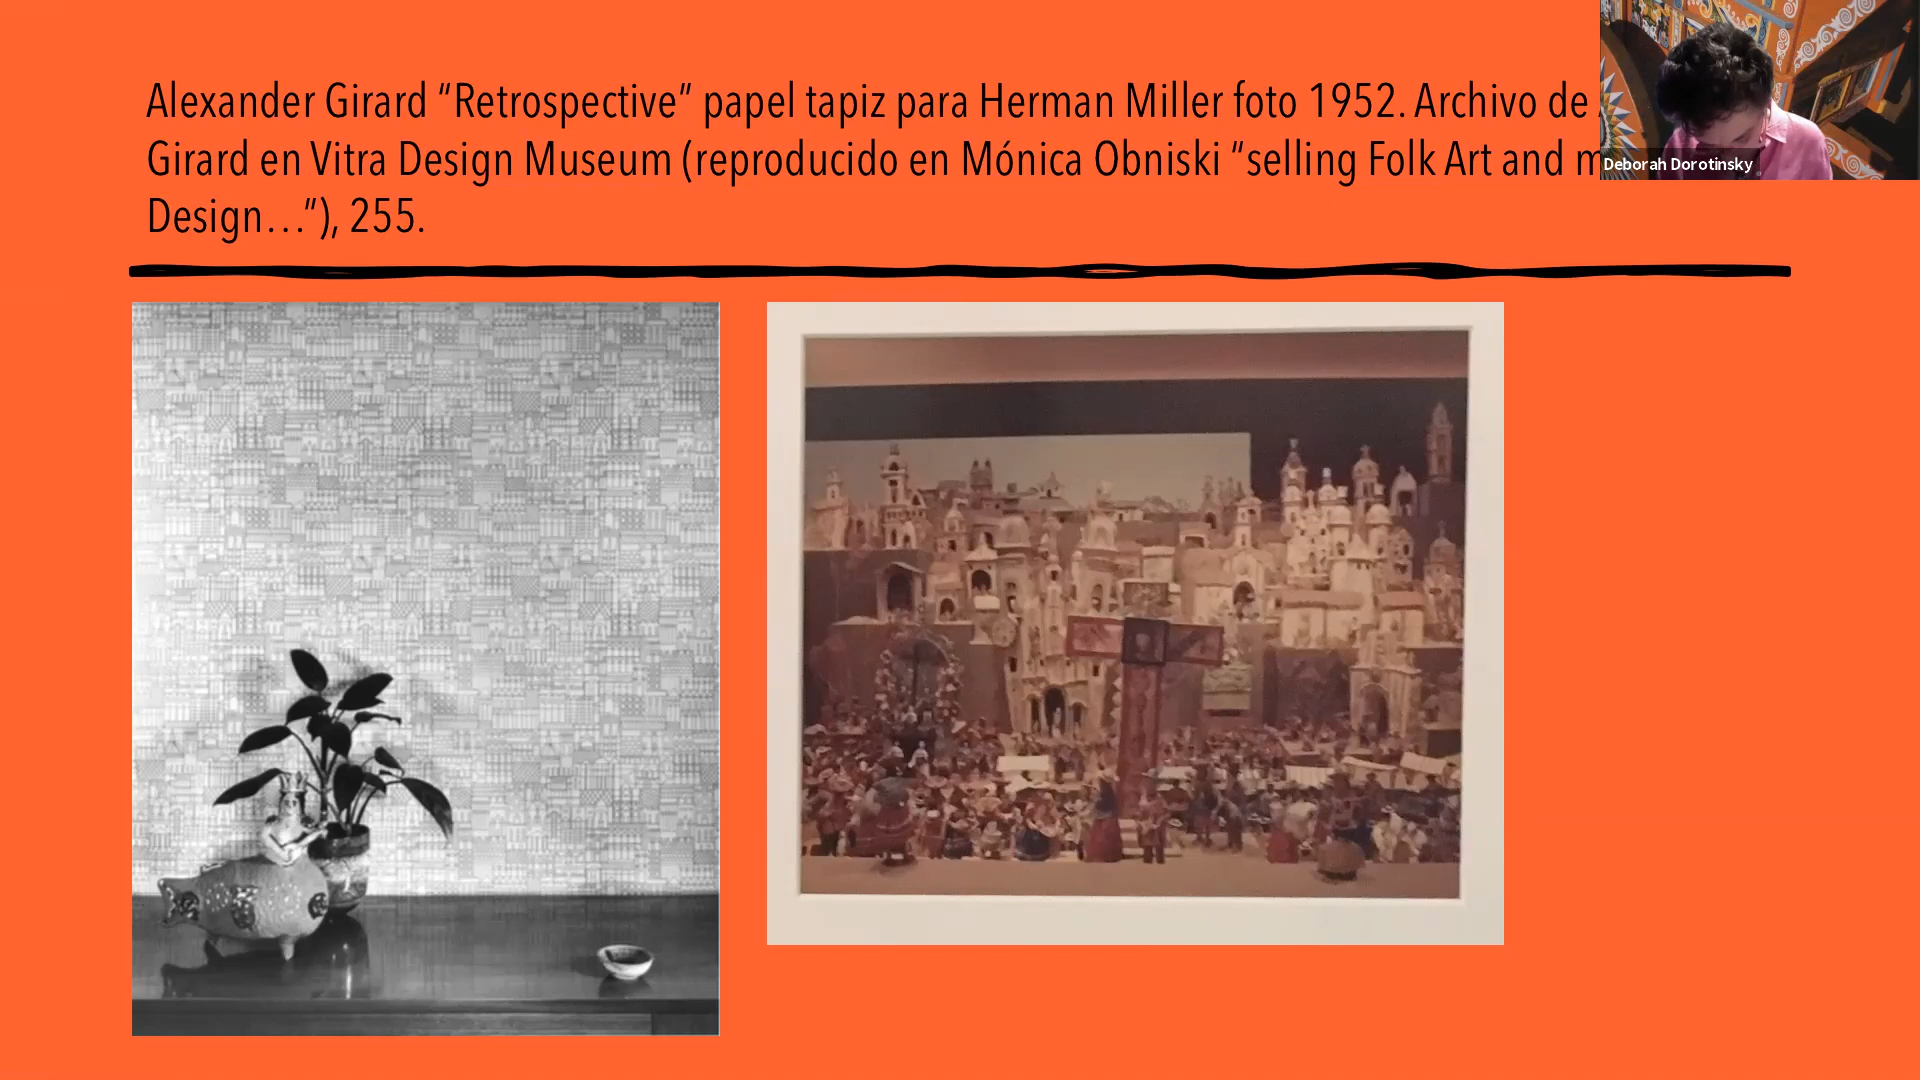 Alexander Girard “Retrospective” papel tapiz para Herman Miller foto 1952. Archivo de
Girard en Vitra Design Museum (reproducido en Mónica Obniski “selling Folk Art and
Design…”), 255.
Deborah Dorotinsky